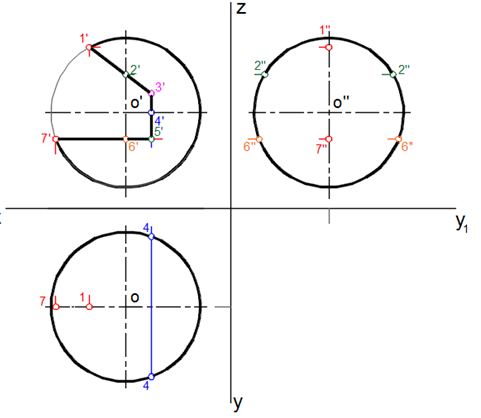 z
1'
1"
2'
2"
2"
3'
o'
o"
4'
7'
6'
5'
6"
7"
6"
x
y₁
4
7
1
o
4
y